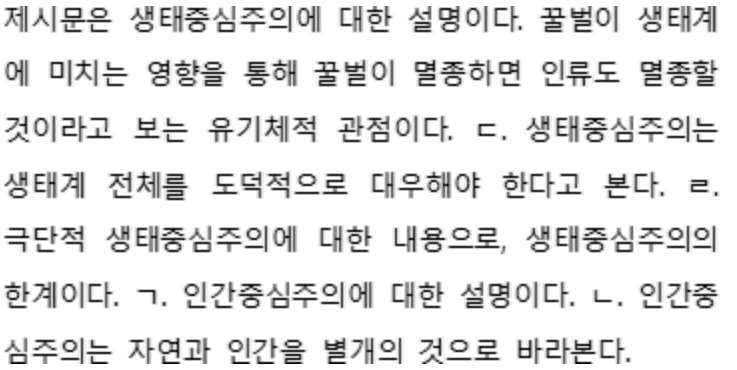 제시문은 생태중심주의에 대한 설명이다. 꿀벌이 생태계
에 미치는 영향을 통해 꿀벌이 멸종하면 인류도 멸종할
것이라고 보는 유기체적 관점이다. ㄷ. 생태중심주의는
생태계 전체를 도덕적으로 대우해야 한다고 본다. ㄹ.
극단적 생태중심주의에 대한 내용으로, 생태중심주의의
한계이다. ㄱ. 인간중심주의에 대한 설명이다. ㄴ. 인간중
심주의는 자연과 인간을 별개의 것으로 바라본다.